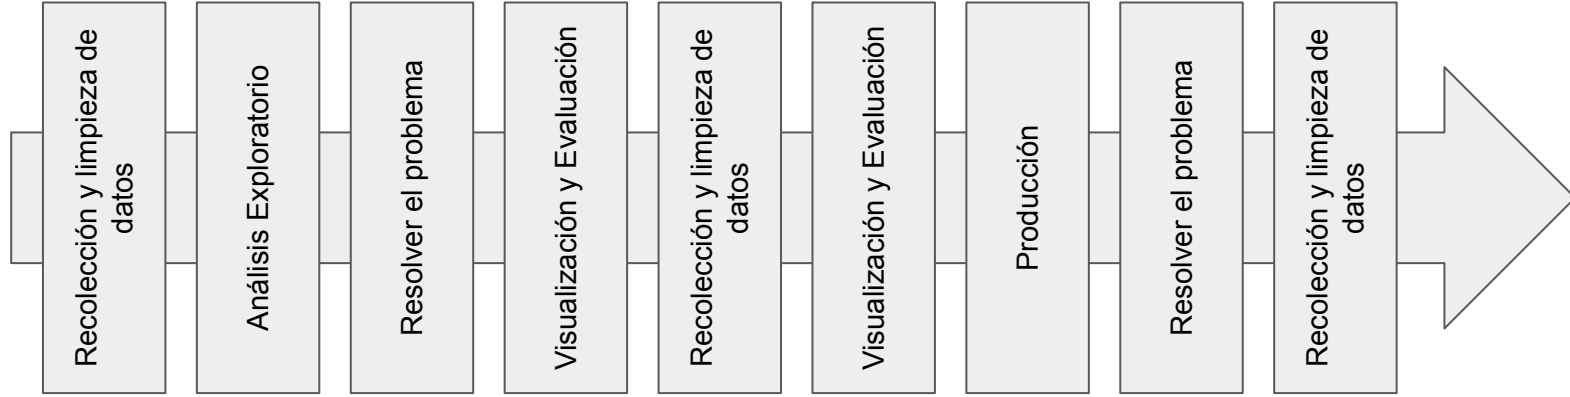 Recolección y limpieza de
datos
Análisis Exploratorio
Resolver el problema
Visualización y Evaluación
Recolección y limpieza de
datos
Visualización y Evaluación
Producción
Resolver el problema
Recolección y limpieza de
datos